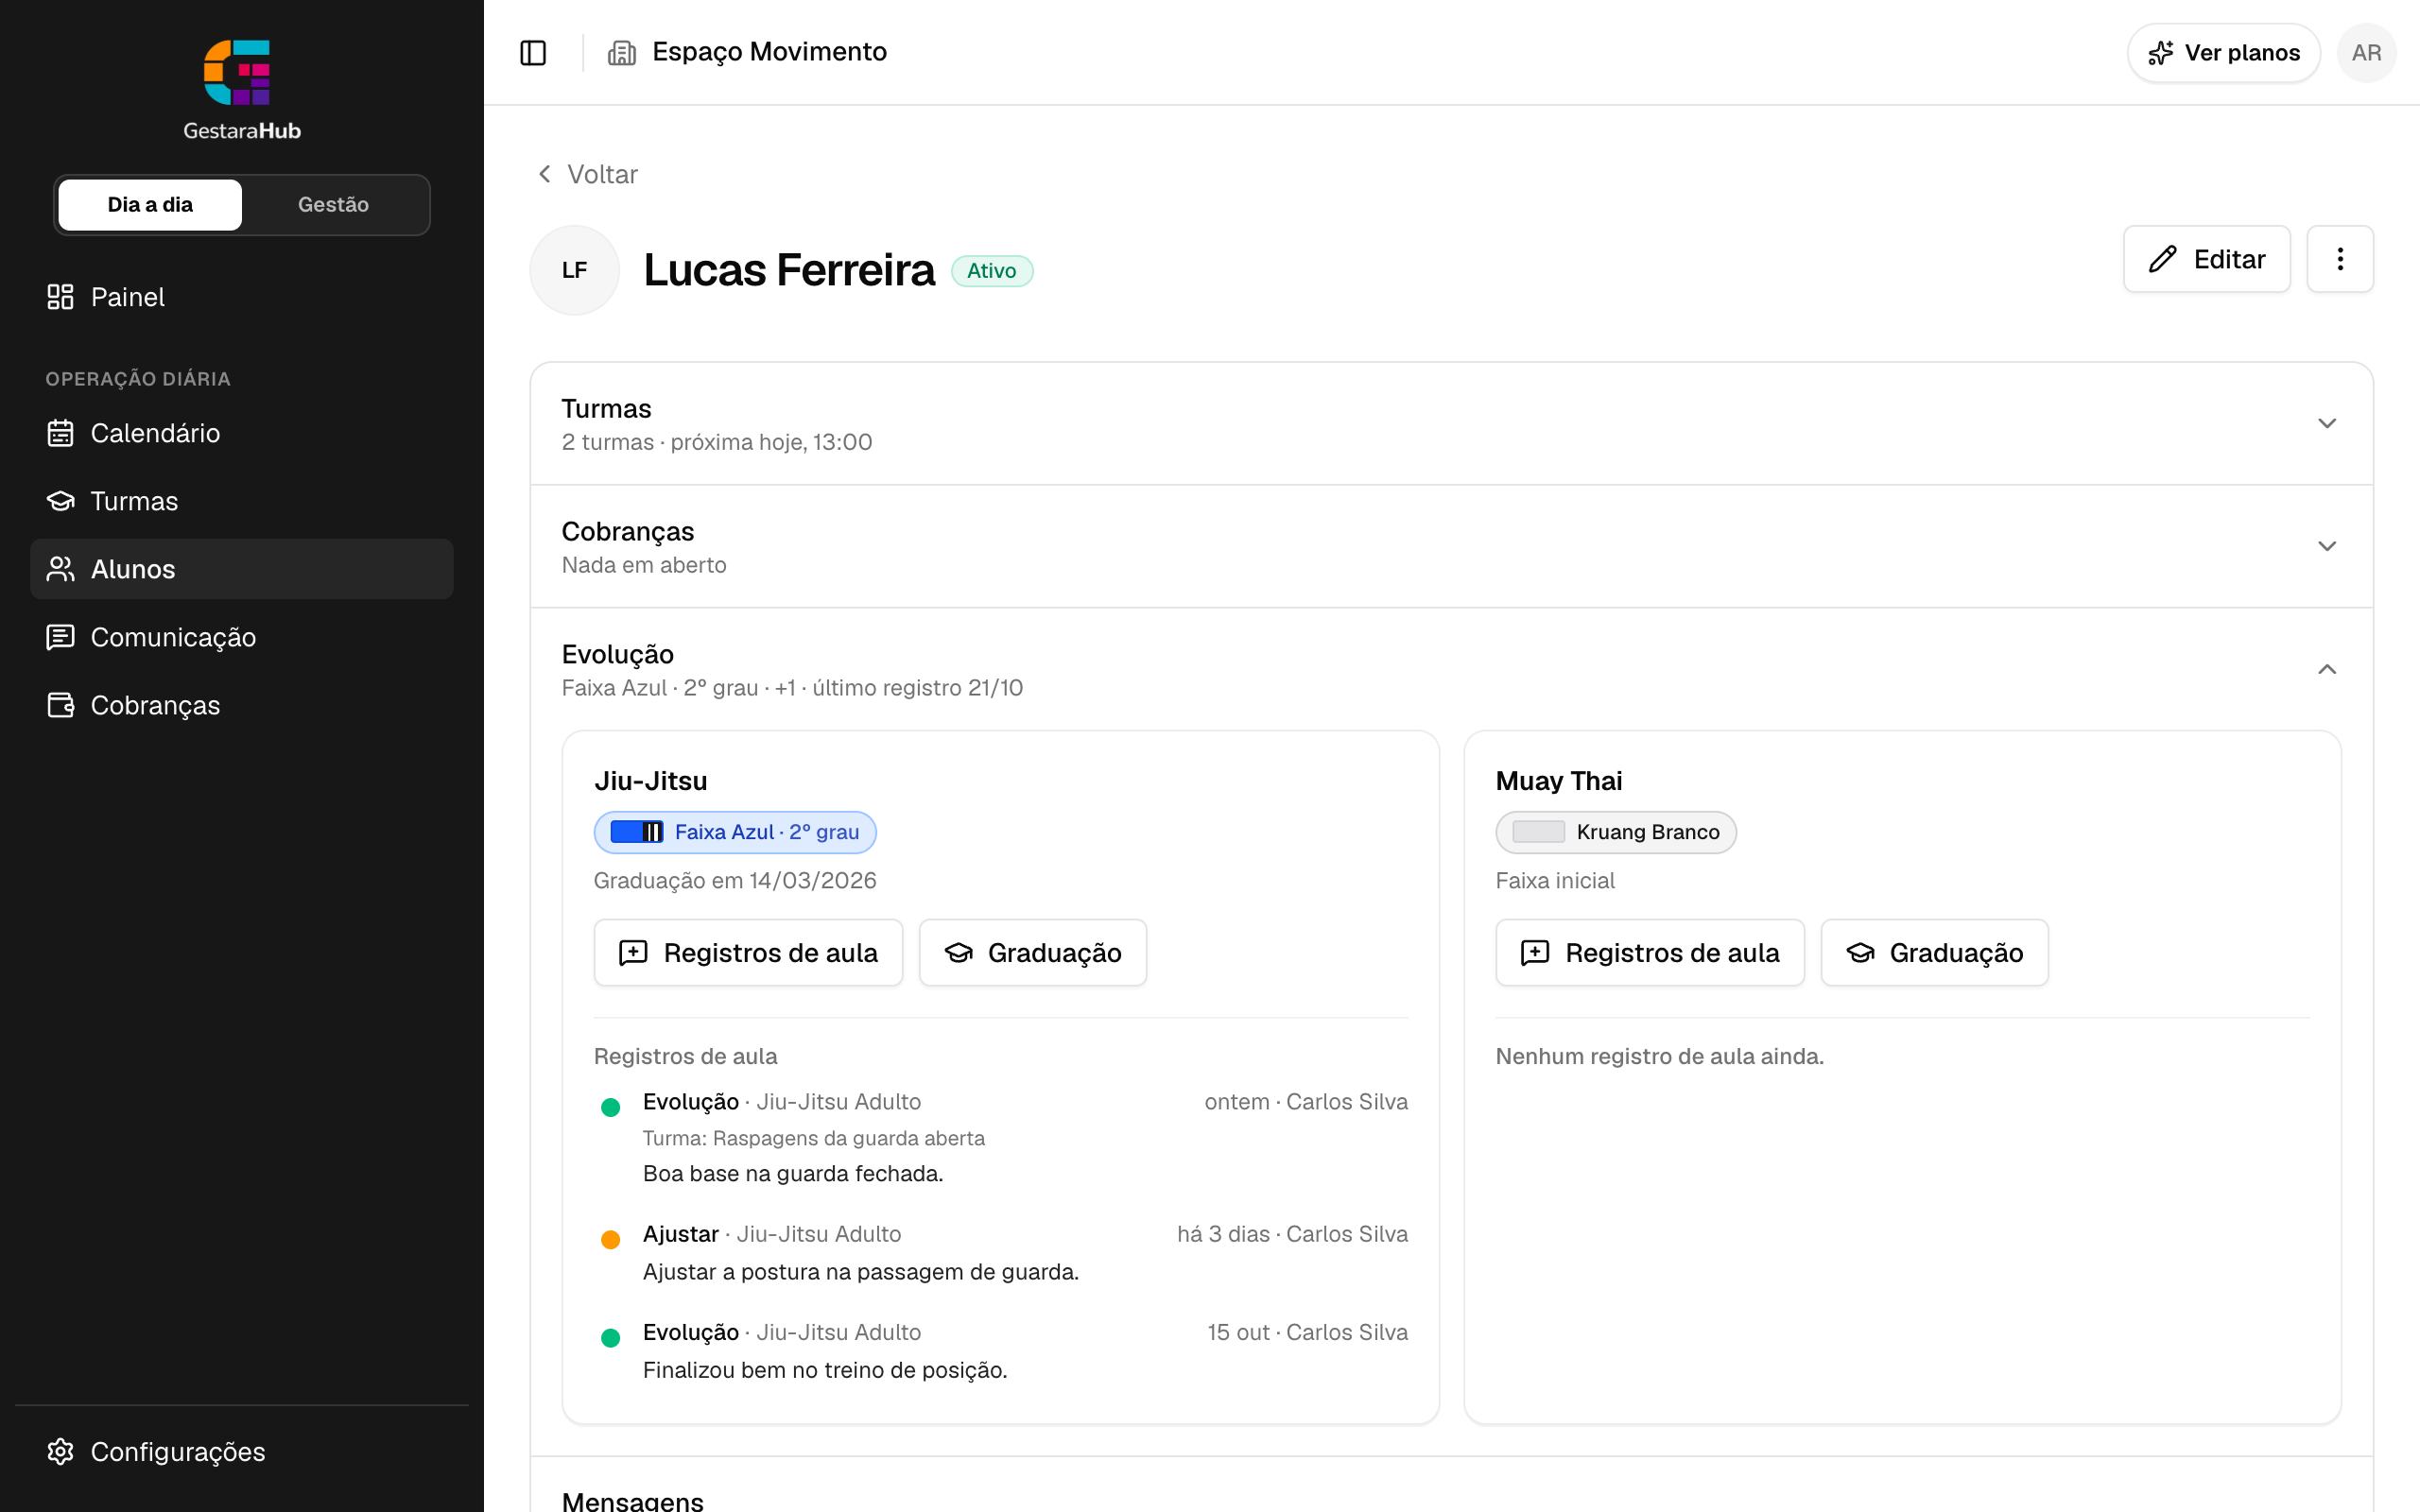 GestaraHub
Dia a dia
Gestão
Painel
OPERAÇÃO DIÁRIA
Calendário
Turmas
Alunos
Comunicação
Cobranças
Configurações
Espaço Movimento
Ver planos
AR
Voltar
LF
Lucas Ferreira
Ativo
Editar
Turmas
2 turmas · próxima hoje, 13:00
Cobranças
Nada em aberto
Evolução
Faixa Azul · 2º grau · +1 · último registro 21/10
Jiu-Jitsu
Faixa Azul · 2º grau
Graduação em 14/03/2026
Registros de aula
Graduação
Registros de aula
Evolução · Jiu-Jitsu Adulto
ontem · Carlos Silva
Turma: Raspagens da guarda aberta
Boa base na guarda fechada.
Ajustar · Jiu-Jitsu Adulto
há 3 dias · Carlos Silva
Ajustar a postura na passagem de guarda.
Evolução · Jiu-Jitsu Adulto
15 out · Carlos Silva
Finalizou bem no treino de posição.
Muay Thai
Kruang Branco
Faixa inicial
Registros de aula
Graduação
Nenhum registro de aula ainda.
Mensagens